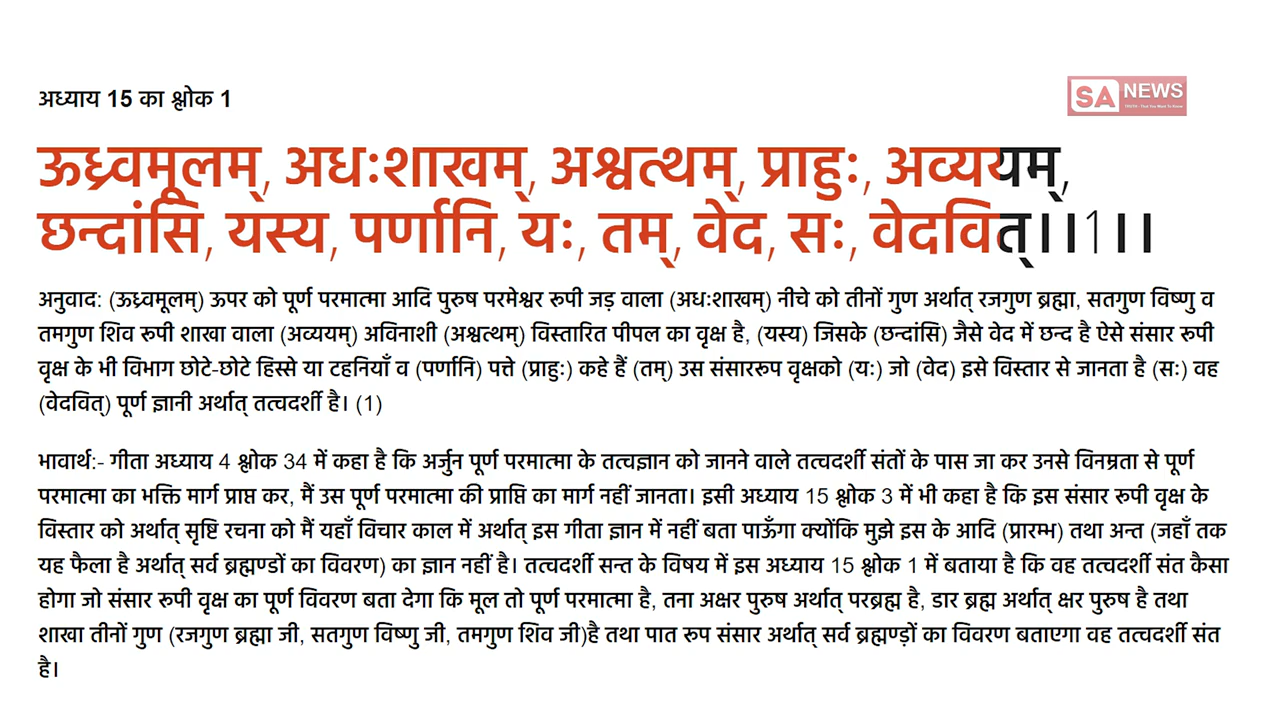 अध्याय 15 का श्लोक 1
SA NEWS
ऊर्ध्वमूलम्, अधःशाखम्, अश्वत्थम्, प्राहुः, अव्ययम्,
छन्दांसि, यस्य, पर्णानि, यः, तम्, वेद, सः, वेदवित्।।1।।
अनुवाद: (ऊर्ध्वमूलम्) ऊपर को पूर्ण परमात्मा आदि पुरुष परमेश्वर रूपी जड़ वाला (अधःशाखम्) नीचे को तीनों गुण अर्थात् रजगुण ब्रह्मा, सतगुण विष्णु व
तमगुण शिव रूपी शाखा वाला (अव्ययम्) अविनाशी (अश्वत्थम्) विस्तारित पीपल का वृक्ष है, (यस्य) जिसके (छन्दांसि) जैसे वेद में छन्द है ऐसे संसार रूपी
वृक्ष के भी विभाग छोटे-छोटे हिस्से या टहनियाँ व (पर्णानि) पत्ते (प्राहुः) कहे हैं (तम्) उस संसाररूप वृक्षको (यः) जो (वेद) इसे विस्तार से जानता है (सः) वह
(वेदवित्) पूर्ण ज्ञानी अर्थात् तत्वदर्शी है। (1)
भावार्थ:- गीता अध्याय 4 श्लोक 34 में कहा है कि अर्जुन पूर्ण परमात्मा के तत्वज्ञान को जानने वाले तत्वदर्शी संतों के पास जा कर उनसे विनम्रता से पूर्ण
परमात्मा का भक्ति मार्ग प्राप्त कर, मैं उस पूर्ण परमात्मा की प्राप्ति का मार्ग नहीं जानता। इसी अध्याय 15 श्लोक 3 में भी कहा है कि इस संसार रूपी वृक्ष के
विस्तार को अर्थात् सृष्टि रचना को मैं यहाँ विचार काल में अर्थात् इस गीता ज्ञान में नहीं बता पाऊँगा क्योंकि मुझे इस के आदि (प्रारम्भ) तथा अन्त (जहाँ तक
यह फैला है अर्थात् सर्व ब्रह्मण्डों का विवरण) का ज्ञान नहीं है। तत्वदर्शी सन्त के विषय में इस अध्याय 15 श्लोक 1 में बताया है कि वह तत्वदर्शी संत कैसा
होगा जो संसार रूपी वृक्ष का पूर्ण विवरण बता देगा कि मूल तो पूर्ण परमात्मा है, तना अक्षर पुरुष अर्थात् परब्रह्म है, डार ब्रह्म अर्थात् क्षर पुरुष है तथा
शाखा तीनों गुण (रजगुण ब्रह्मा जी, सतगुण विष्णु जी, तमगुण शिव जी)है तथा पात रूप संसार अर्थात् सर्व ब्रह्मण्ड़ों का विवरण बताएगा वह तत्वदर्शी संत
है।